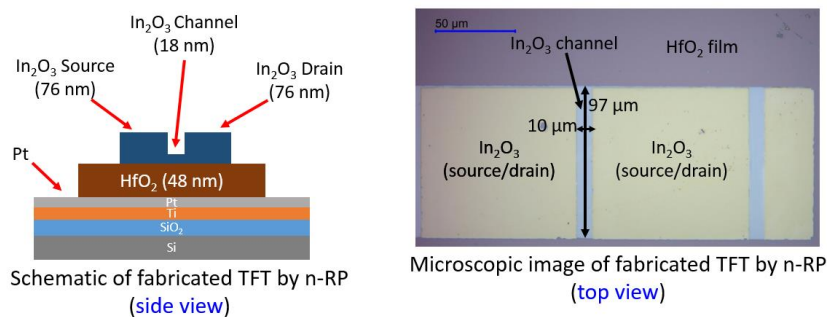 In₂O₃ Channel
(18 nm)
In₂O₃ Source
(76 nm)
In₂O₃ Drain
(76 nm)
Pt
HfO₂ (48 nm)
Pt
Ti
SiO₂
Si
Schematic of fabricated TFT by n-RP
(side view)
50 µm
In₂O₃ channel
HfO₂ film
97 µm
10 µm
In₂O₃
(source/drain)
In₂O₃
(source/drain)
Microscopic image of fabricated TFT by n-RP
(top view)